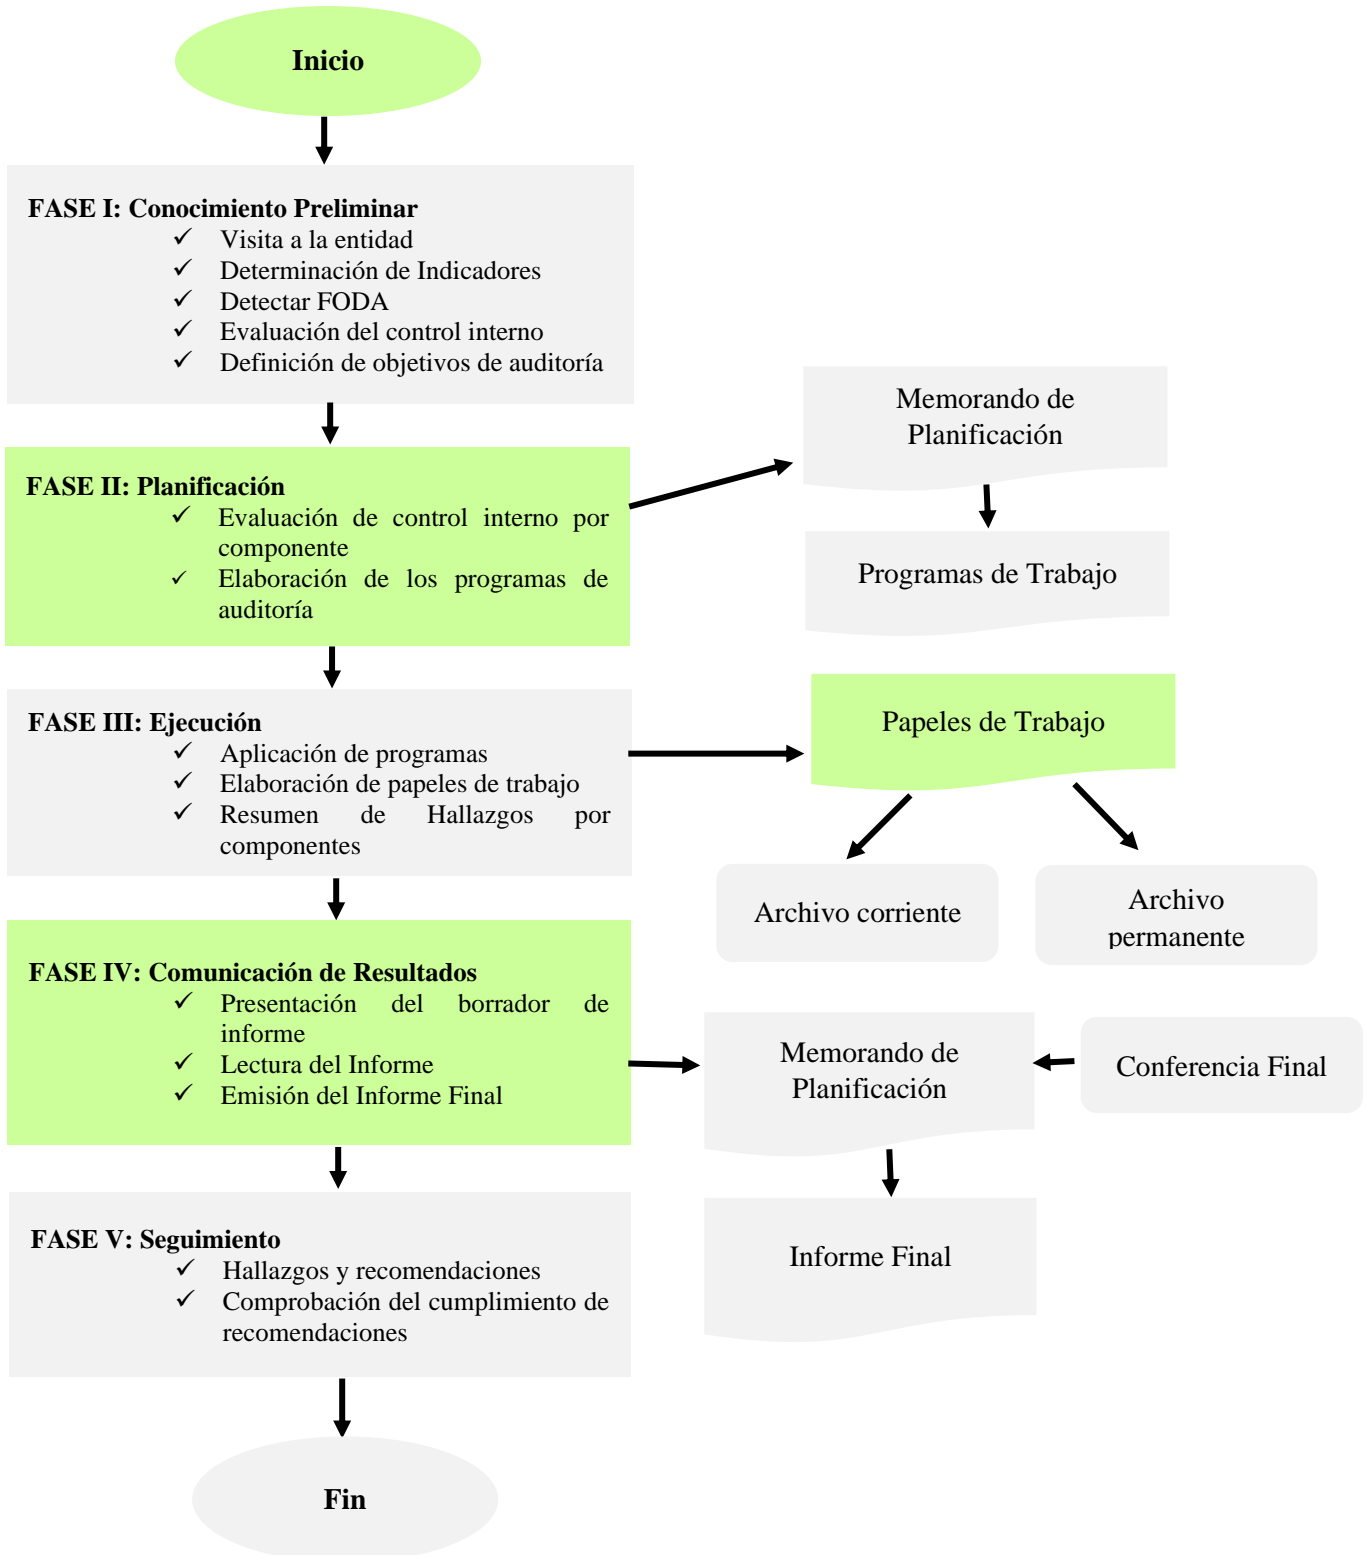 Inicio
FASE I: Conocimiento Preliminar
✓ Visita a la entidad
✓ Determinación de Indicadores
✓ Detectar FODA
✓ Evaluación del control interno
✓ Definición de objetivos de auditoría
Memorando de
Planificación
FASE II: Planificación
✓ Evaluación de control interno por
componente
✓ Elaboración de los programas de
auditoría
Programas de Trabajo
FASE III: Ejecución
✓ Aplicación de programas
✓ Elaboración de papeles de trabajo
✓ Resumen de Hallazgos por
componentes
Papeles de Trabajo
Archivo corriente
Archivo
permanente
FASE IV: Comunicación de Resultados
✓ Presentación del borrador de
informe
✓ Lectura del Informe
✓ Emisión del Informe Final
Memorando de
Planificación
Conferencia Final
FASE V: Seguimiento
✓ Hallazgos y recomendaciones
✓ Comprobación del cumplimiento de
recomendaciones
Informe Final
Fin